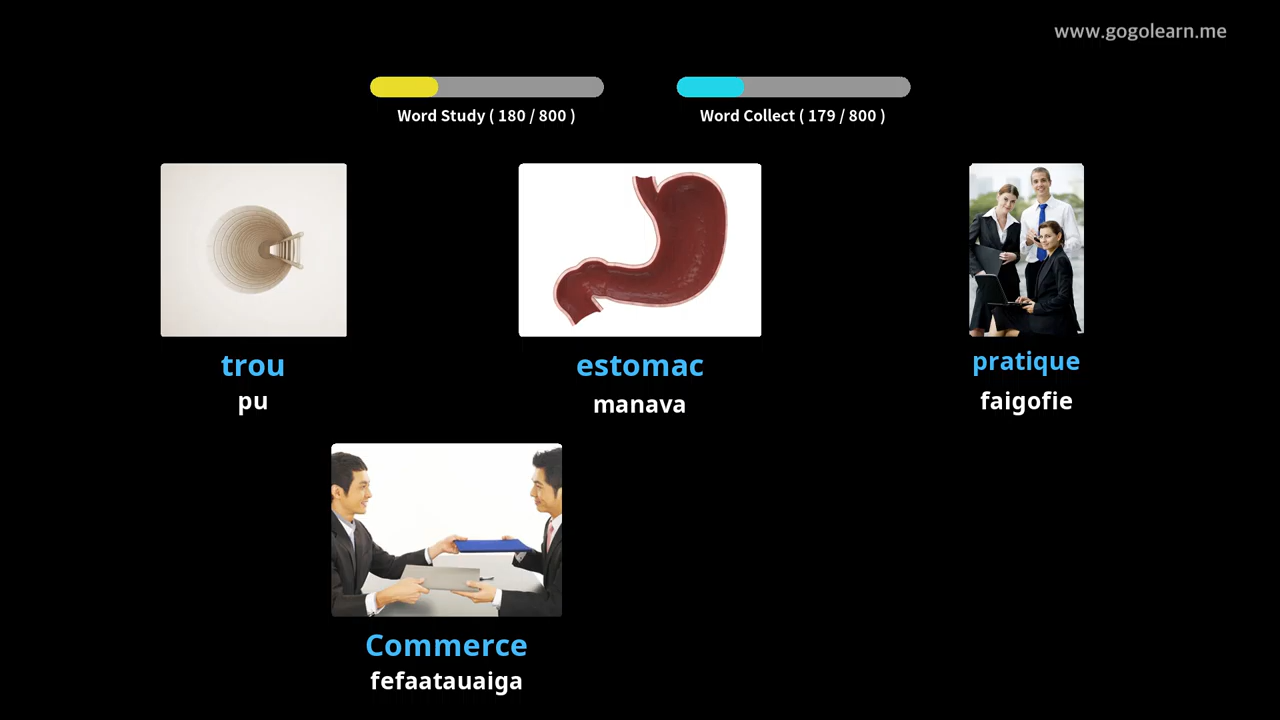 www.gogolearn.me
Word Study ( 180 / 800 )
Word Collect ( 179 / 800 )
trou
pu
estomac
manava
pratique
faigofie
Commerce
fefaatauaiga